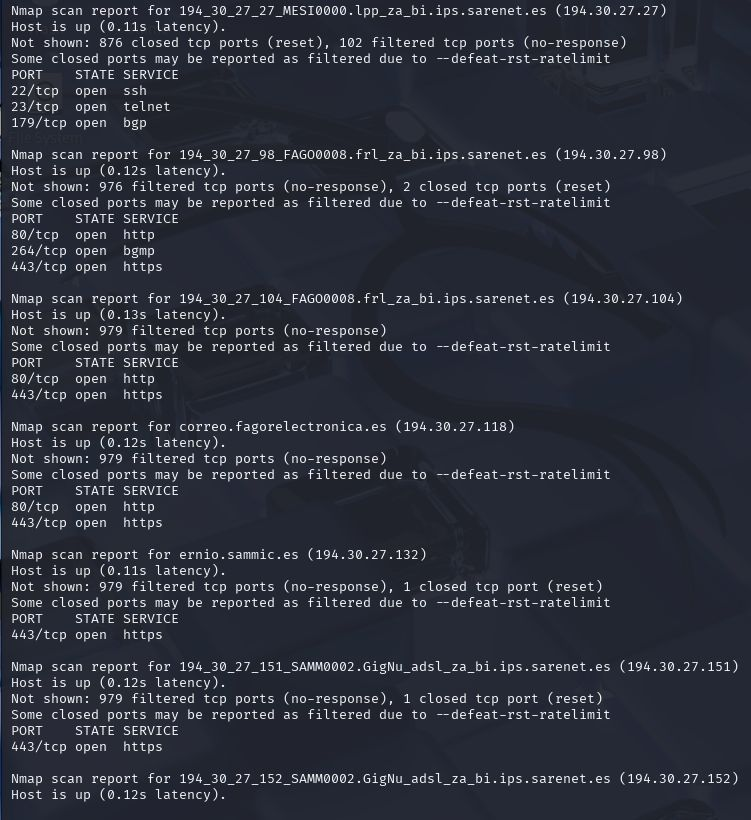 Nmap scan report for 194_30_27_27_MESI0000.lpp_za_bi.ips.sarenet.es (194.30.27.27)
Host is up (0.11s latency).
Not shown: 876 closed tcp ports (reset), 102 filtered tcp ports (no-response)
Some closed ports may be reported as filtered due to --defeat-rst-ratelimit
PORT    STATE SERVICE
22/tcp  open  ssh
23/tcp  open  telnet
179/tcp open  bgp
File System
Nmap scan report for 194_30_27_98_FAGO0008.frl_za_bi.ips.sarenet.es (194.30.27.98)
Host is up (0.12s latency).
Not shown: 976 filtered tcp ports (no-response), 2 closed tcp ports (reset)
Some closed ports may be reported as filtered due to --defeat-rst-ratelimit
PORT    STATE SERVICE
80/tcp  open  http
264/tcp open  bgmp
443/tcp open  https

Nmap scan report for 194_30_27_104_FAGO0008.frl_za_bi.ips.sarenet.es (194.30.27.104)
Host is up (0.13s latency).
Not shown: 979 filtered tcp ports (no-response)
Some closed ports may be reported as filtered due to --defeat-rst-ratelimit
PORT    STATE SERVICE
80/tcp  open  http
443/tcp open  https

Nmap scan report for correo.fagorelectronica.es (194.30.27.118)
Host is up (0.12s latency).
Not shown: 979 filtered tcp ports (no-response)
Some closed ports may be reported as filtered due to --defeat-rst-ratelimit
PORT    STATE SERVICE
80/tcp  open  http
443/tcp open  https

Nmap scan report for ernio.sammic.es (194.30.27.132)
Host is up (0.11s latency).
Not shown: 979 filtered tcp ports (no-response), 1 closed tcp port (reset)
Some closed ports may be reported as filtered due to --defeat-rst-ratelimit
PORT    STATE SERVICE
443/tcp open  https

Nmap scan report for 194_30_27_151_SAMM0002.GigNu_adsl_za_bi.ips.sarenet.es (194.30.27.151)
Host is up (0.12s latency).
Not shown: 979 filtered tcp ports (no-response), 1 closed tcp port (reset)
Some closed ports may be reported as filtered due to --defeat-rst-ratelimit
PORT    STATE SERVICE
443/tcp open  https

Nmap scan report for 194_30_27_152_SAMM0002.GigNu_adsl_za_bi.ips.sarenet.es (194.30.27.152)
Host is up (0.12s latency).